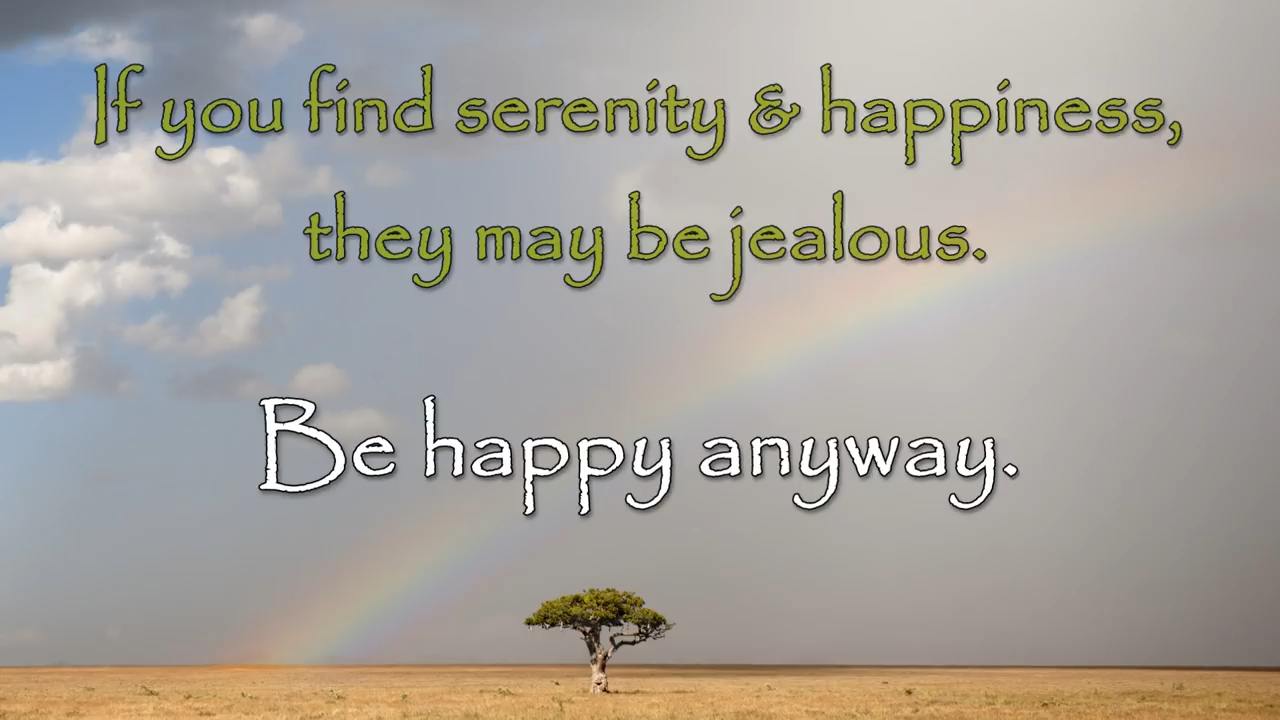 If you find serenity & happiness,
they may be jealous.
Be happy anyway.